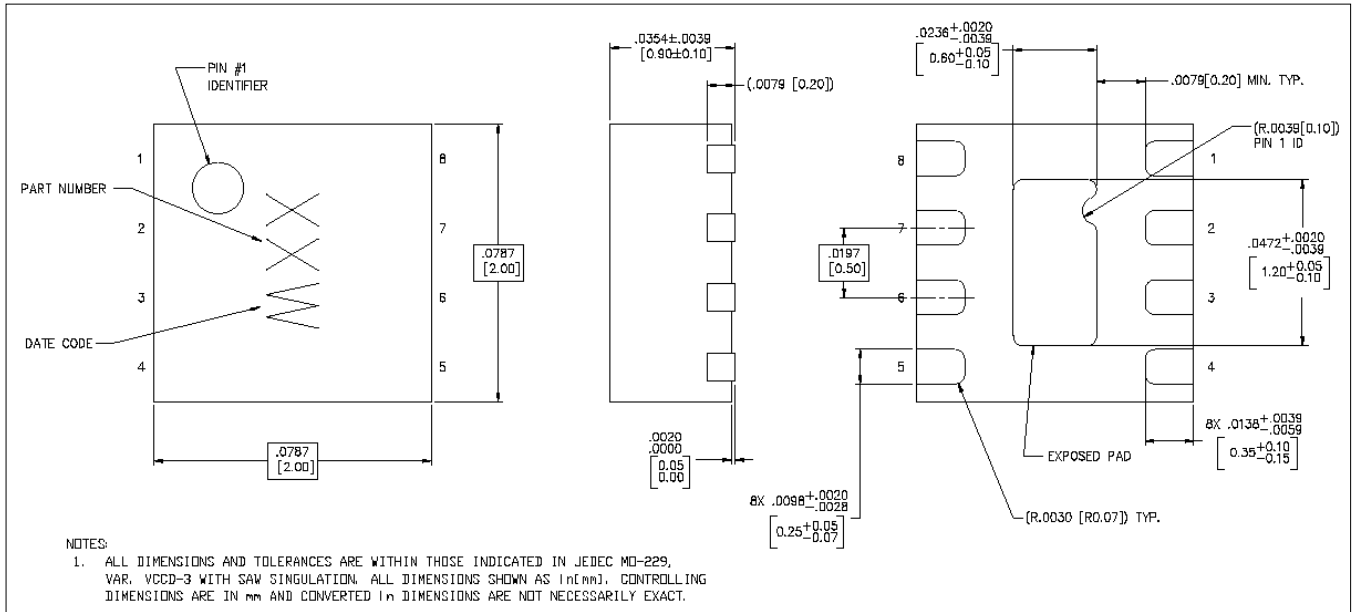 PIN #1
IDENTIFIER
PART NUMBER
DATE CODE
1
2
3
4
8
7
6
5
XX
W
.0787
[2.00]
.0787
[2.00]
.0354±.0039
[0.90±0.10]
(.0079 [0.20])
.0020
.0000
[0.05
0.00]
.0236+.0020
-.0039
[0.60+0.05
-0.10]
.0079[0.20] MIN. TYP.
(R.0039[0.10])
PIN 1 ID
8
7
6
5
1
2
3
4
.0197
[0.50]
.0472+.0020
-.0039
[1.20+0.05
-0.10]
8X .0138+.0039
-.0059
[0.35+0.10
-0.15]
EXPOSED PAD
(R.0030 [R0.07]) TYP.
8X .0098+.0020
-.0028
[0.25+0.05
-0.07]
NOTES:
1. ALL DIMENSIONS AND TOLERANCES ARE WITHIN THOSE INDICATED IN JEDEC MO-229,
VAR. VCCD-3 WITH SAW SINGULATION. ALL DIMENSIONS SHOWN AS In[mm]. CONTROLLING
DIMENSIONS ARE IN mm AND CONVERTED In DIMENSIONS ARE NOT NECESSARILY EXACT.